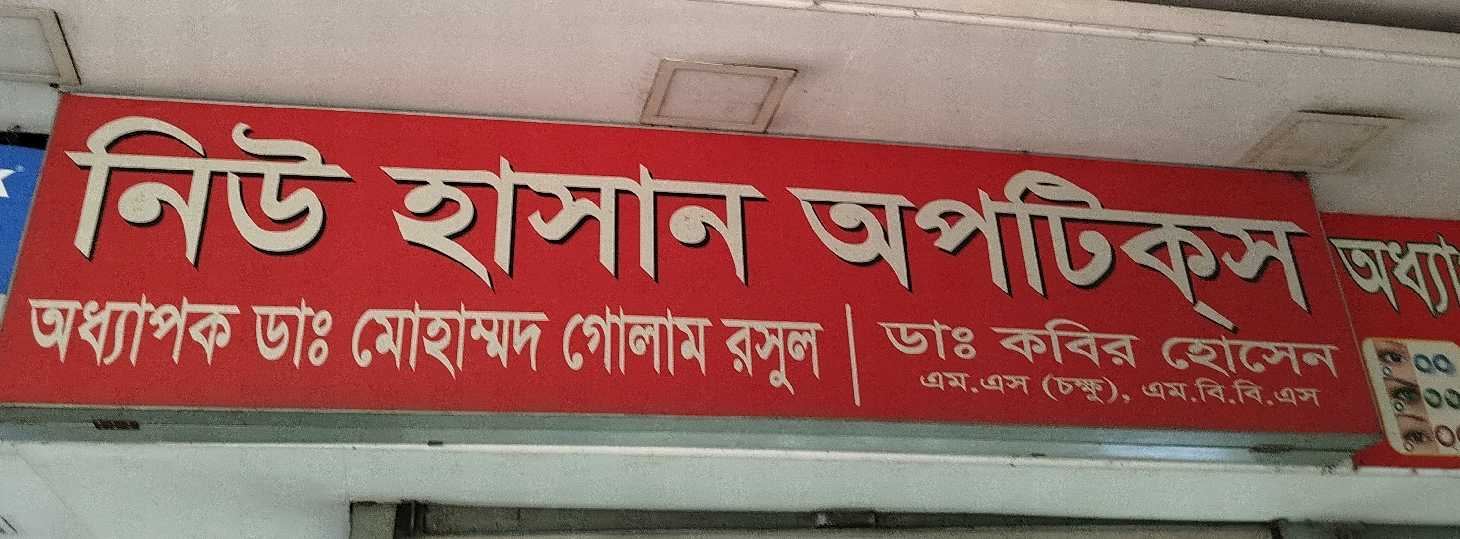 নিউ হাসান অপটিক্‌স
অধ্যাপক ডাঃ মোহাম্মদ গোলাম রসুল | ডাঃ কবির হোসেন
এম.এস (চক্ষু), এম.বি.বি.এস